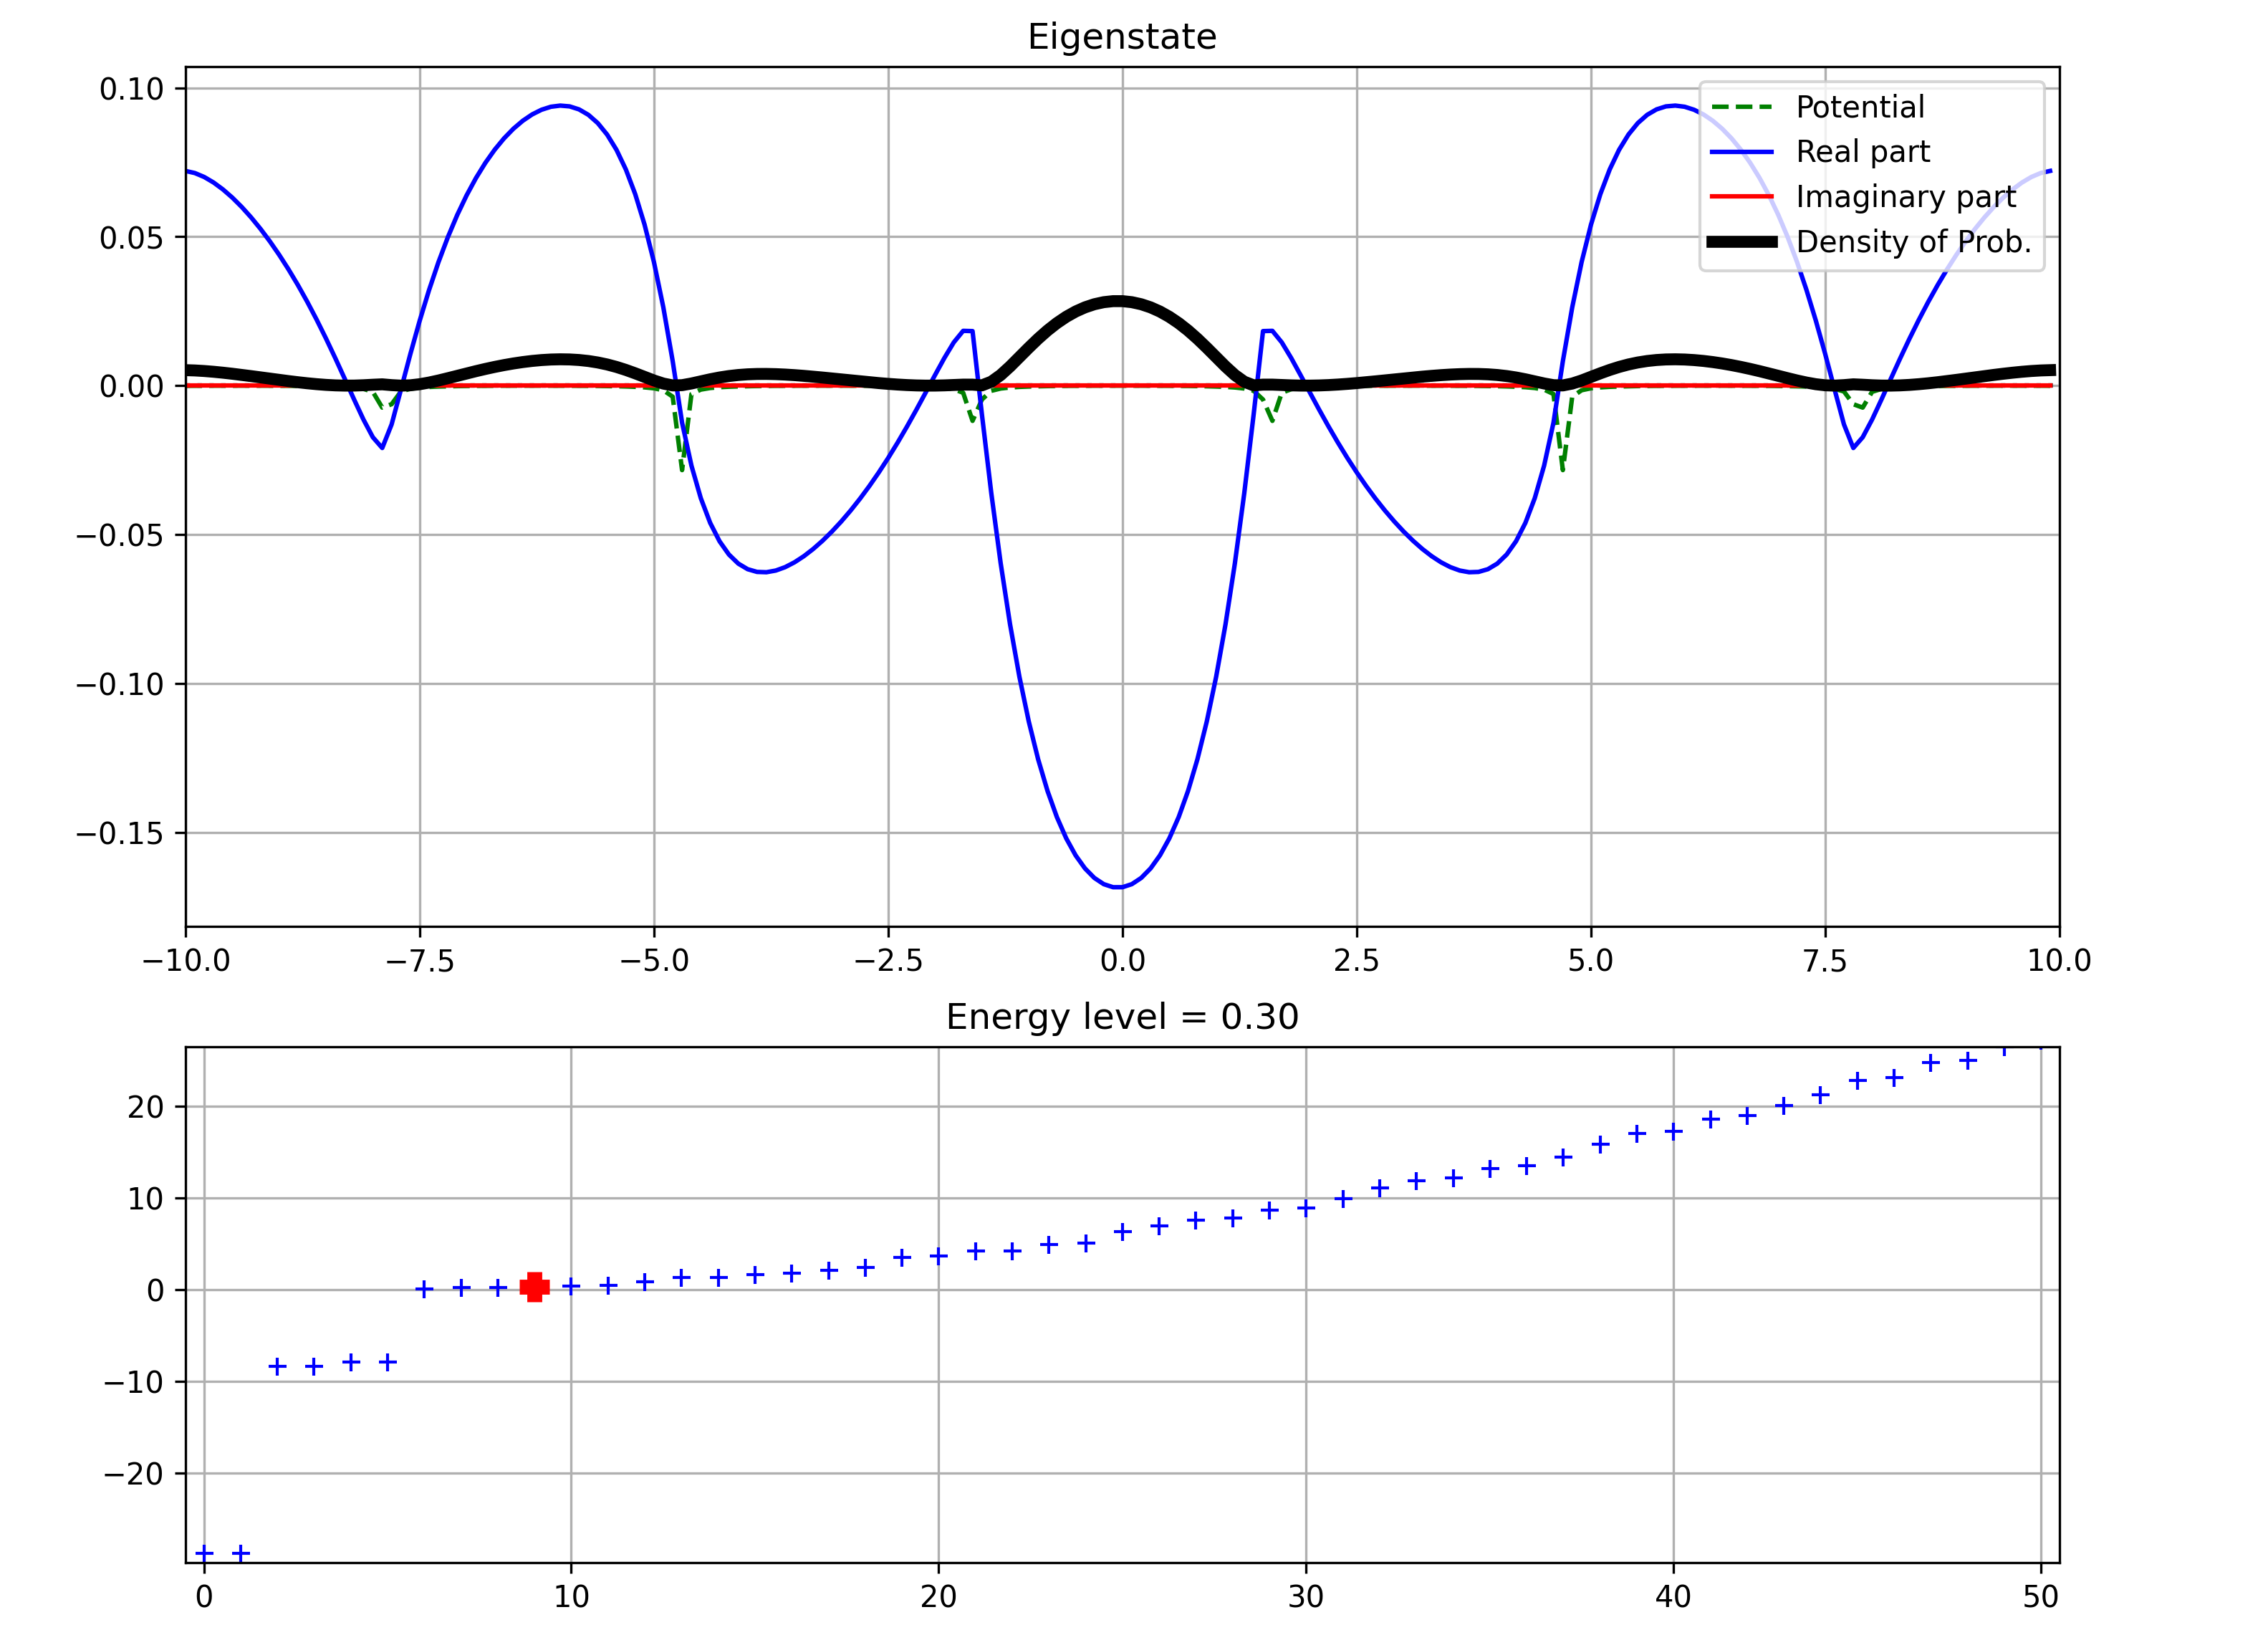 Eigenstate
0.10
0.05
0.00
−0.05
−0.10
−0.15
Potential
Real part
Imaginary part
Density of Prob.
−10.0 −7.5 −5.0 −2.5 0.0 2.5 5.0 7.5 10.0
Energy level = 0.30
20
10
0
−10
−20
0 10 20 30 40 50